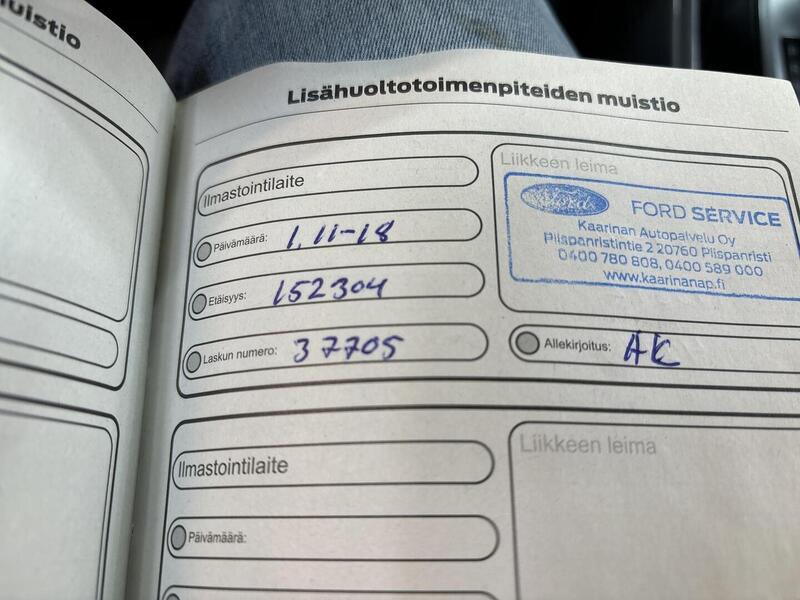 uistio
Lisähuoltotoimenpiteiden muistio
Ilmastointilaite
Päivämäärä: 1.11-18
Etäisyys: 152304
Laskun numero: 37705
Liikkeen leima
Ford
FORD SERVICE
Kaarinan Autopalvelu Oy
Piispanristintie 2 20760 Piispanristi
0400 780 808, 0400 589 000
www.kaarinanap.fi
Allekirjoitus: AK
Ilmastointilaite
Päivämäärä:
Liikkeen leima